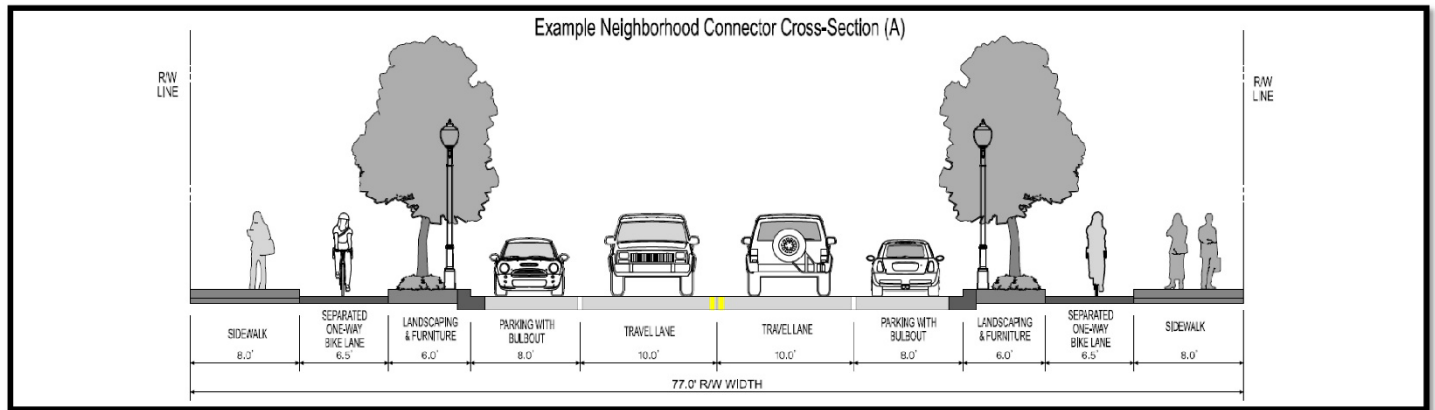 Example Neighborhood Connector Cross-Section (A)
R/W
LINE
R/W
LINE
SIDEWALK
8.0'
SEPARATED
ONE-WAY
BIKE LANE
6.5'
LANDSCAPING
& FURNITURE
6.0'
PARKING WITH
BULBOUT
8.0'
TRAVEL LANE
10.0'
TRAVEL LANE
10.0'
PARKING WITH
BULBOUT
8.0'
LANDSCAPING
& FURNITURE
6.0'
SEPARATED
ONE-WAY
BIKE LANE
6.5'
SIDEWALK
8.0'
77.0' R/W WIDTH